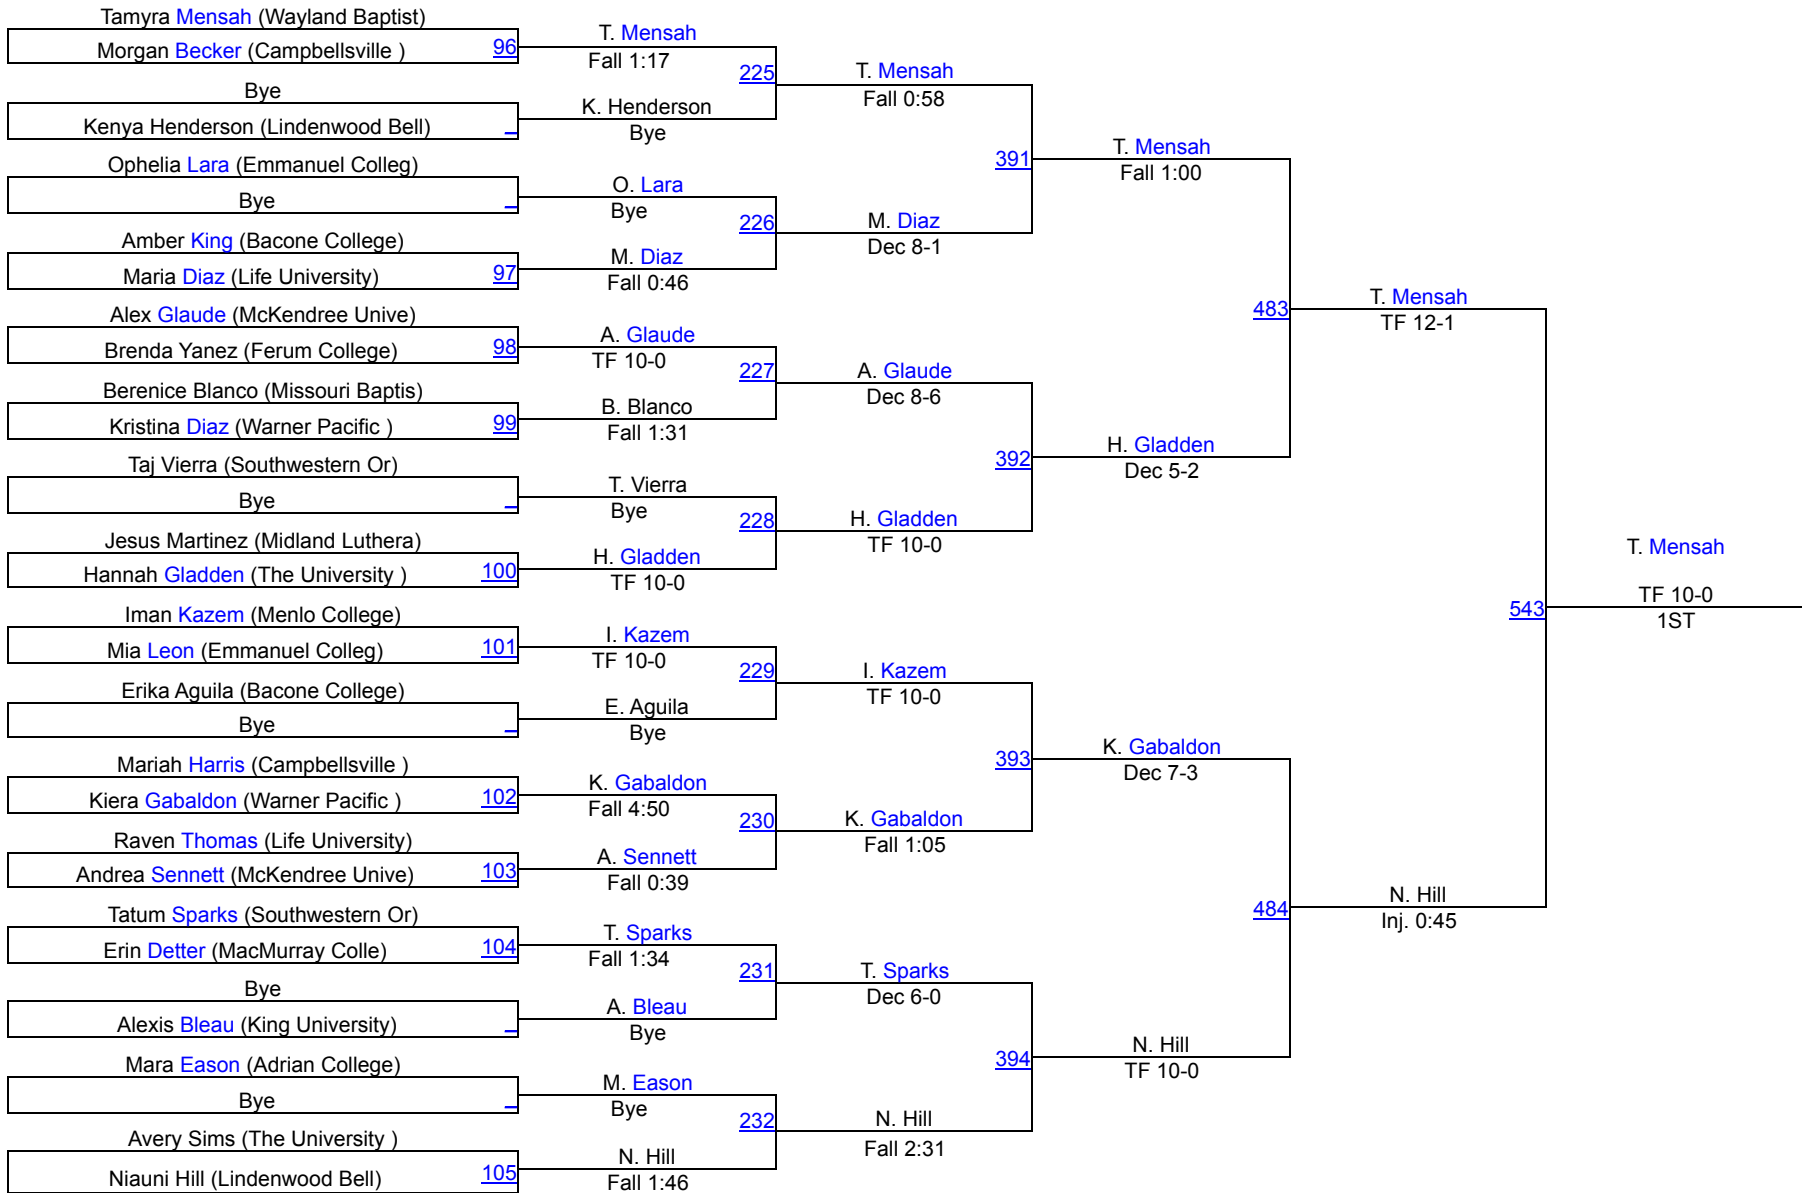 Tamyra Mensah (Wayland Baptist)
Morgan Becker (Campbellsville ) 96
Bye
Kenya Henderson (Lindenwood Bell)
Ophelia Lara (Emmanuel Colleg)
Bye
Amber King (Bacone College)
Maria Diaz (Life University) 97
Alex Glaude (McKendree Unive)
Brenda Yanez (Ferum College) 98
Berenice Blanco (Missouri Baptis)
Kristina Diaz (Warner Pacific ) 99
Taj Vierra (Southwestern Or)
Bye
Jesus Martinez (Midland Luthera)
Hannah Gladden (The University ) 100
Iman Kazem (Menlo College)
Mia Leon (Emmanuel Colleg) 101
Erika Aguila (Bacone College)
Bye
Mariah Harris (Campbellsville )
Kiera Gabaldon (Warner Pacific ) 102
Raven Thomas (Life University)
Andrea Sennett (McKendree Unive) 103
Tatum Sparks (Southwestern Or)
Erin Detter (MacMurray Colle) 104
Bye
Alexis Bleau (King University)
Mara Eason (Adrian College)
Bye
Avery Sims (The University )
Niauni Hill (Lindenwood Bell) 105
T. Mensah
Fall 1:17
225
K. Henderson
Bye
O. Lara
Bye
226
M. Diaz
Fall 0:46
A. Glaude
TF 10-0
227
B. Blanco
Fall 1:31
T. Vierra
Bye
228
H. Gladden
TF 10-0
I. Kazem
TF 10-0
229
E. Aguila
Bye
K. Gabaldon
Fall 4:50
230
A. Sennett
Fall 0:39
T. Sparks
Fall 1:34
231
A. Bleau
Bye
M. Eason
Bye
232
N. Hill
Fall 1:46
T. Mensah
Fall 0:58
391
M. Diaz
Dec 8-1
A. Glaude
Dec 8-6
392
H. Gladden
TF 10-0
I. Kazem
TF 10-0
393
K. Gabaldon
Fall 1:05
T. Sparks
Dec 6-0
394
N. Hill
Fall 2:31
T. Mensah
Fall 1:00
483
H. Gladden
Dec 5-2
K. Gabaldon
Dec 7-3
484
N. Hill
TF 10-0
T. Mensah
TF 12-1
543
N. Hill
Inj. 0:45
T. Mensah
TF 10-0
1ST